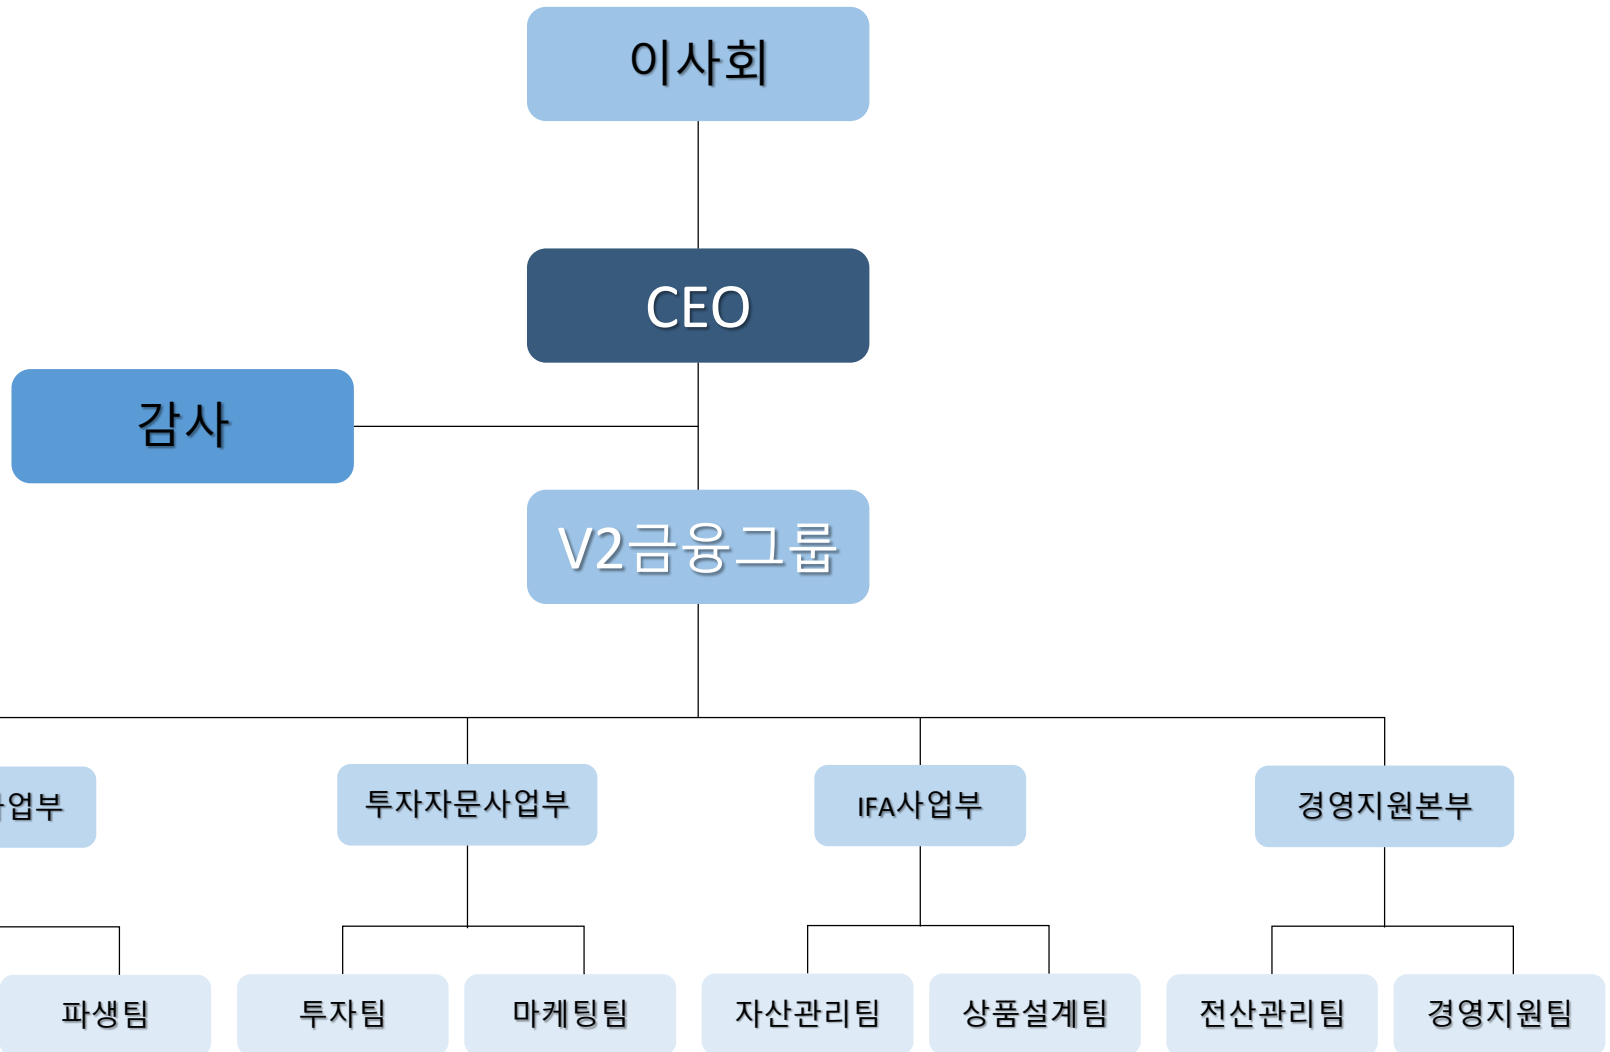 이사회
CEO
감사
V2금융그룹
업부
투자자문사업부
IFA사업부
경영지원본부
파생팀
투자팀
마케팅팀
자산관리팀
상품설계팀
전산관리팀
경영지원팀